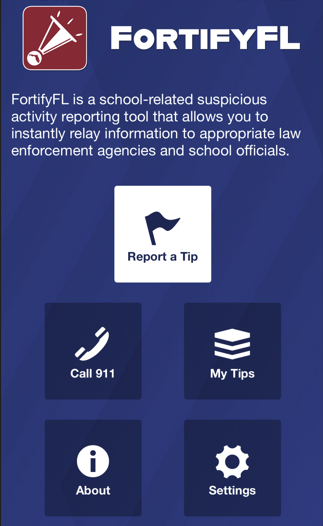 FORTIFYFL
FortifyFL is a school-related suspicious
activity reporting tool that allows you to
instantly relay information to appropriate law
enforcement agencies and school officials.
Report a Tip
Call 911
My Tips
About
Settings